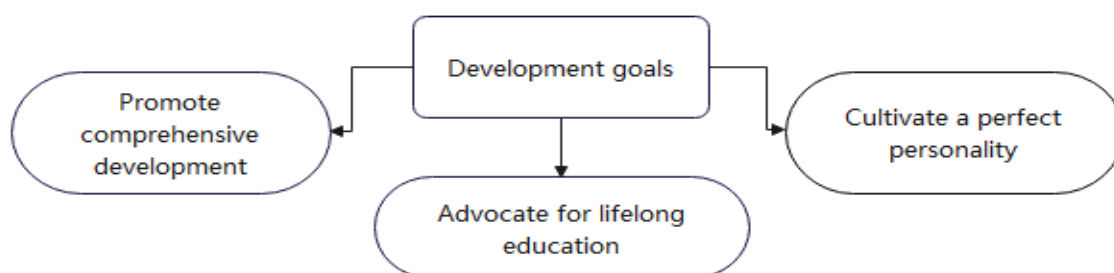 Development goals
Promote
comprehensive
development
Cultivate a perfect
personality
Advocate for lifelong
education